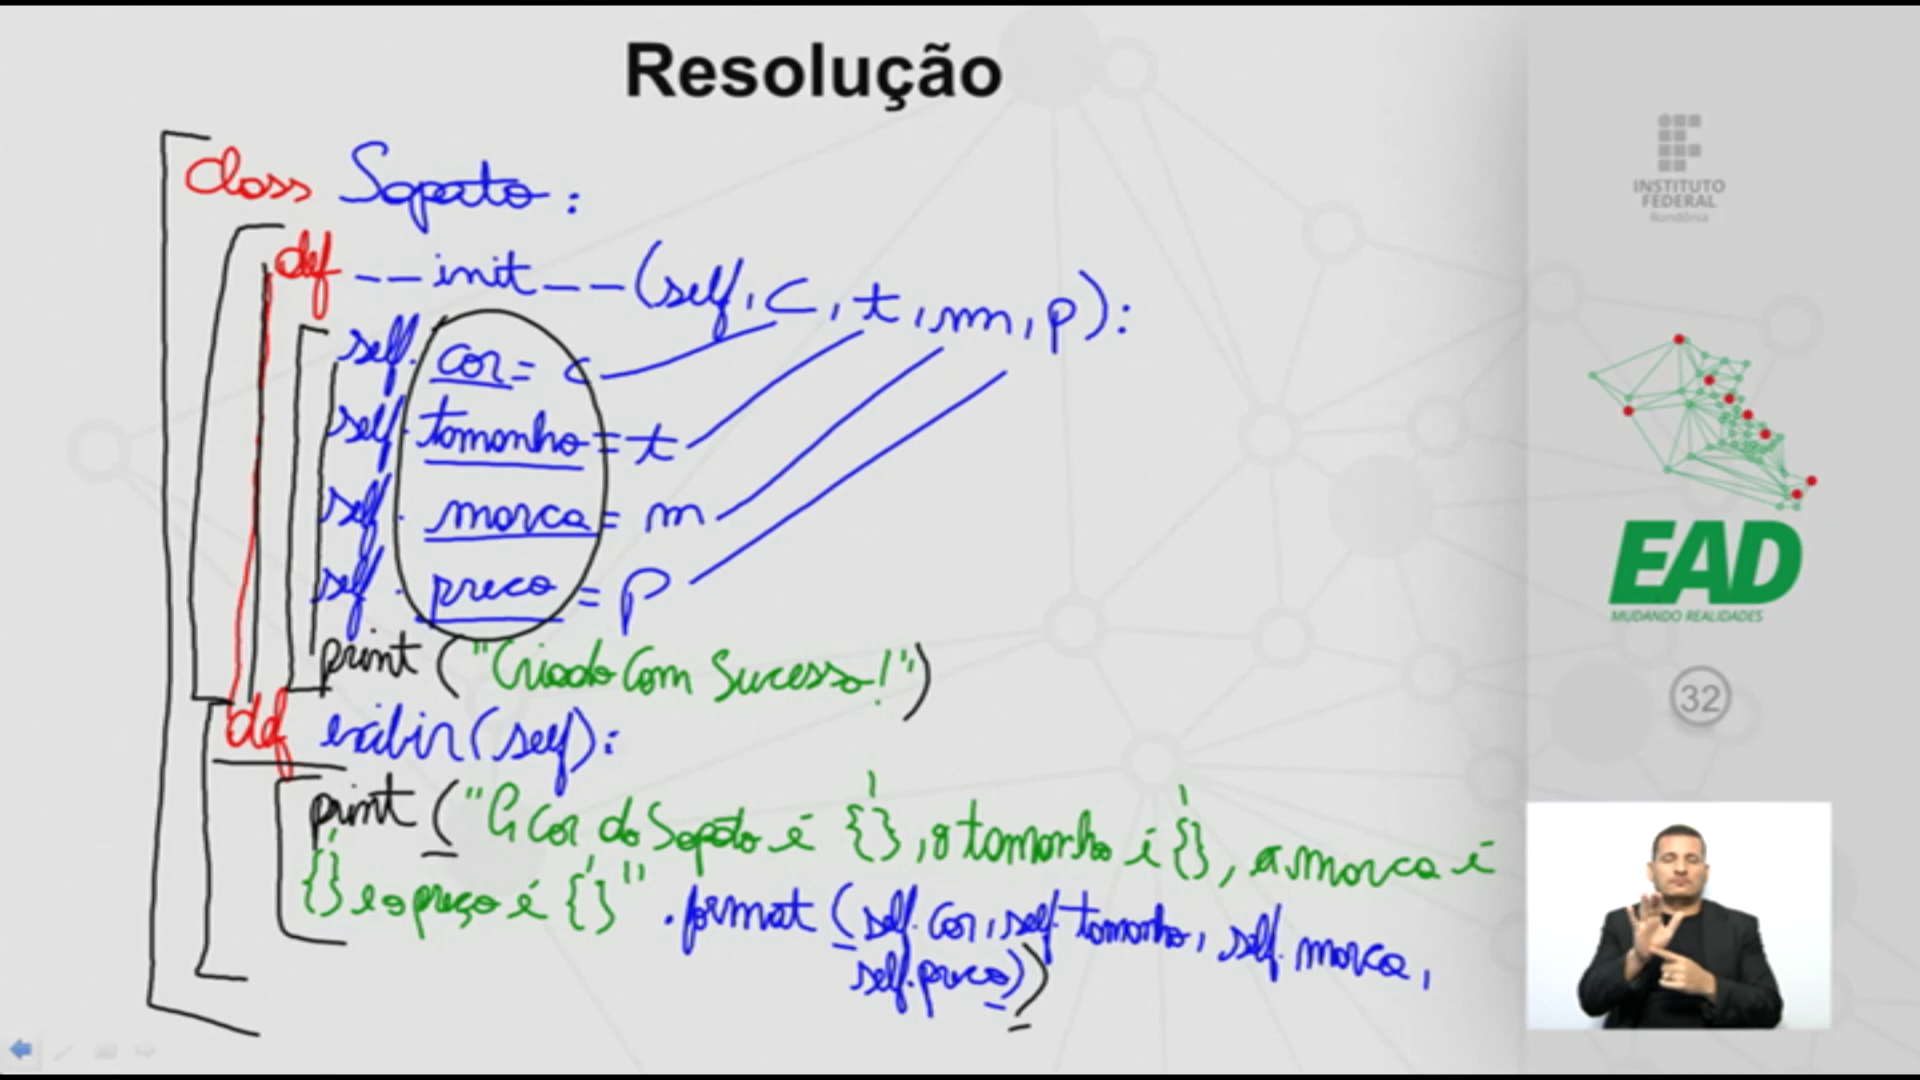 Resolução
class Sapato:
def __init__(self, c, t, m, p):
self.cor = c
self.tamanho = t
self.marca = m
self.preco = p
print ("Criado Com Sucesso!")
def exibir(self):
print ("A Cor do Sapato é {}, o tamanho é {}, a marca é
{} e o preço é {}".format (self.cor, self.tamanho, self.marca,
self.preco))
INSTITUTO
FEDERAL
Rondônia
EAD
MUDANDO REALIDADES
32